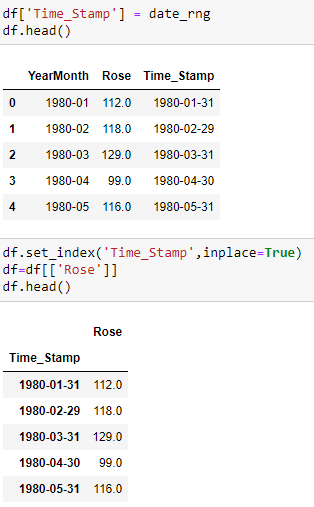 df['Time_Stamp'] = date_rng
df.head()
YearMonth Rose Time_Stamp
0 1980-01 112.0 1980-01-31
1 1980-02 118.0 1980-02-29
2 1980-03 129.0 1980-03-31
3 1980-04 99.0 1980-04-30
4 1980-05 116.0 1980-05-31
df.set_index('Time_Stamp',inplace=True)
df=df[['Rose']]
df.head()
Rose
Time_Stamp
1980-01-31 112.0
1980-02-29 118.0
1980-03-31 129.0
1980-04-30 99.0
1980-05-31 116.0